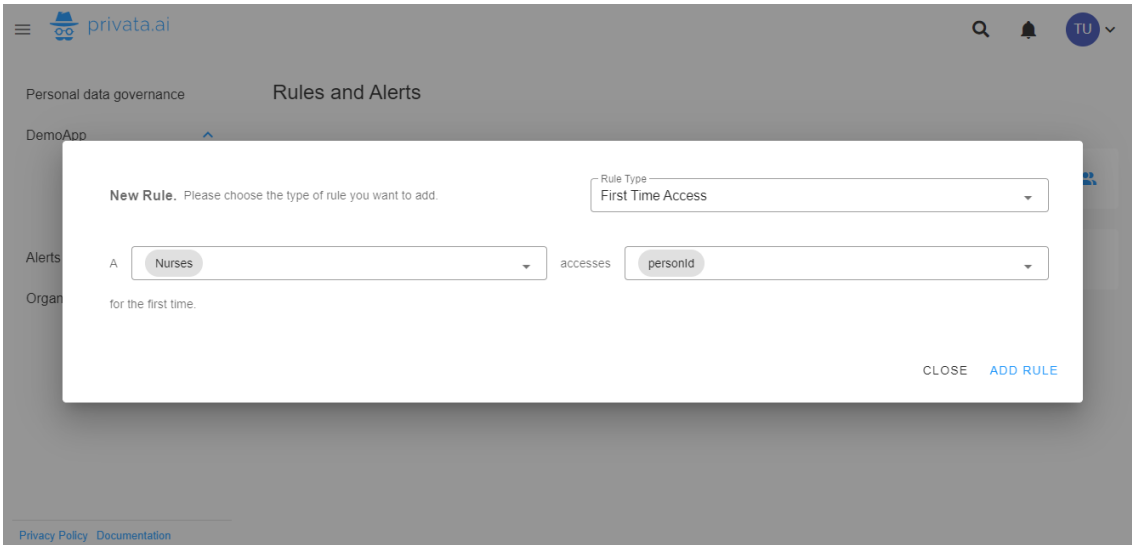 privata.ai
TU
Personal data governance
Rules and Alerts
DemoApp
New Rule. Please choose the type of rule you want to add.
Rule Type
First Time Access
A Nurses accesses personId
for the first time.
Alerts
Organ
CLOSE ADD RULE
Privacy Policy Documentation